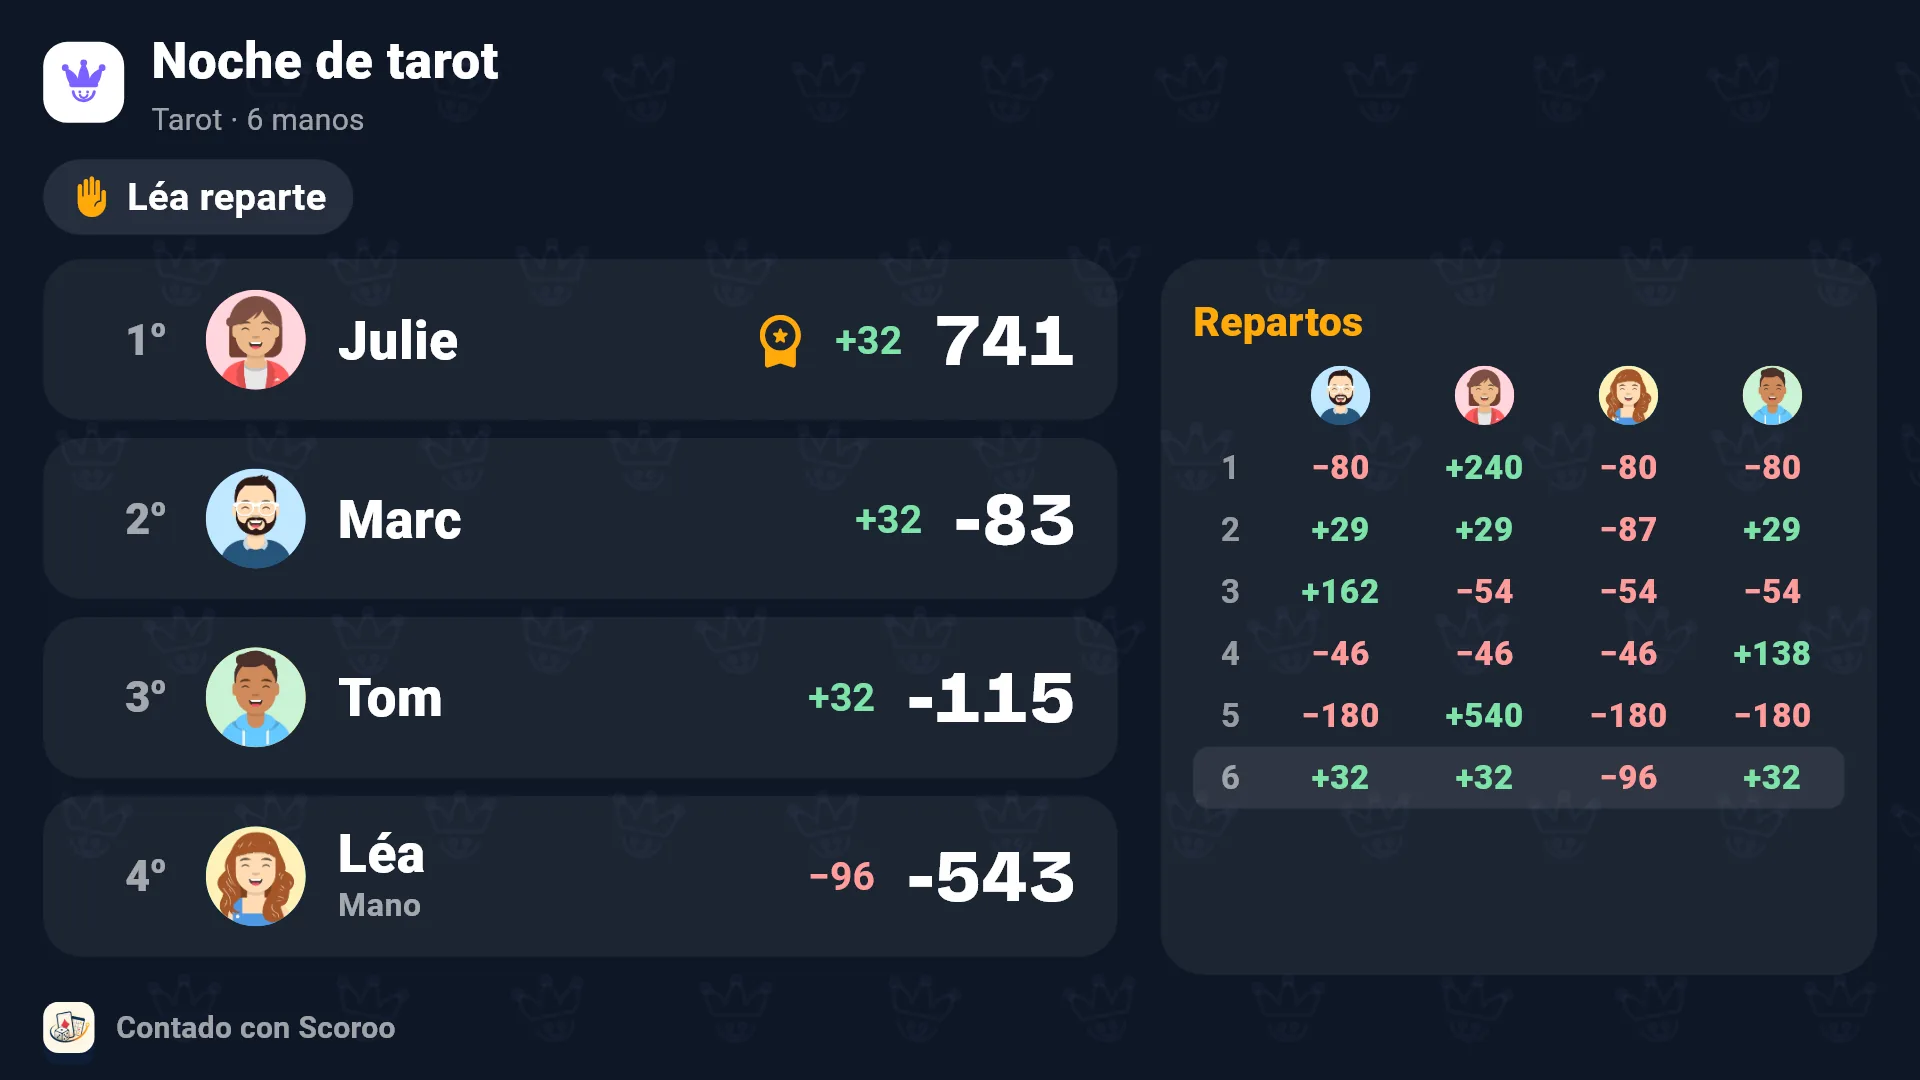 Noche de tarot
Tarot · 6 manos
Léa reparte
1º Julie +32 741
2º Marc +32 -83
3º Tom +32 -115
4º Léa −96 -543
Mano
Repartos
1 −80 +240 −80 −80
2 +29 +29 −87 +29
3 +162 −54 −54 −54
4 −46 −46 −46 +138
5 −180 +540 −180 −180
6 +32 +32 −96 +32
Contado con Scoroo